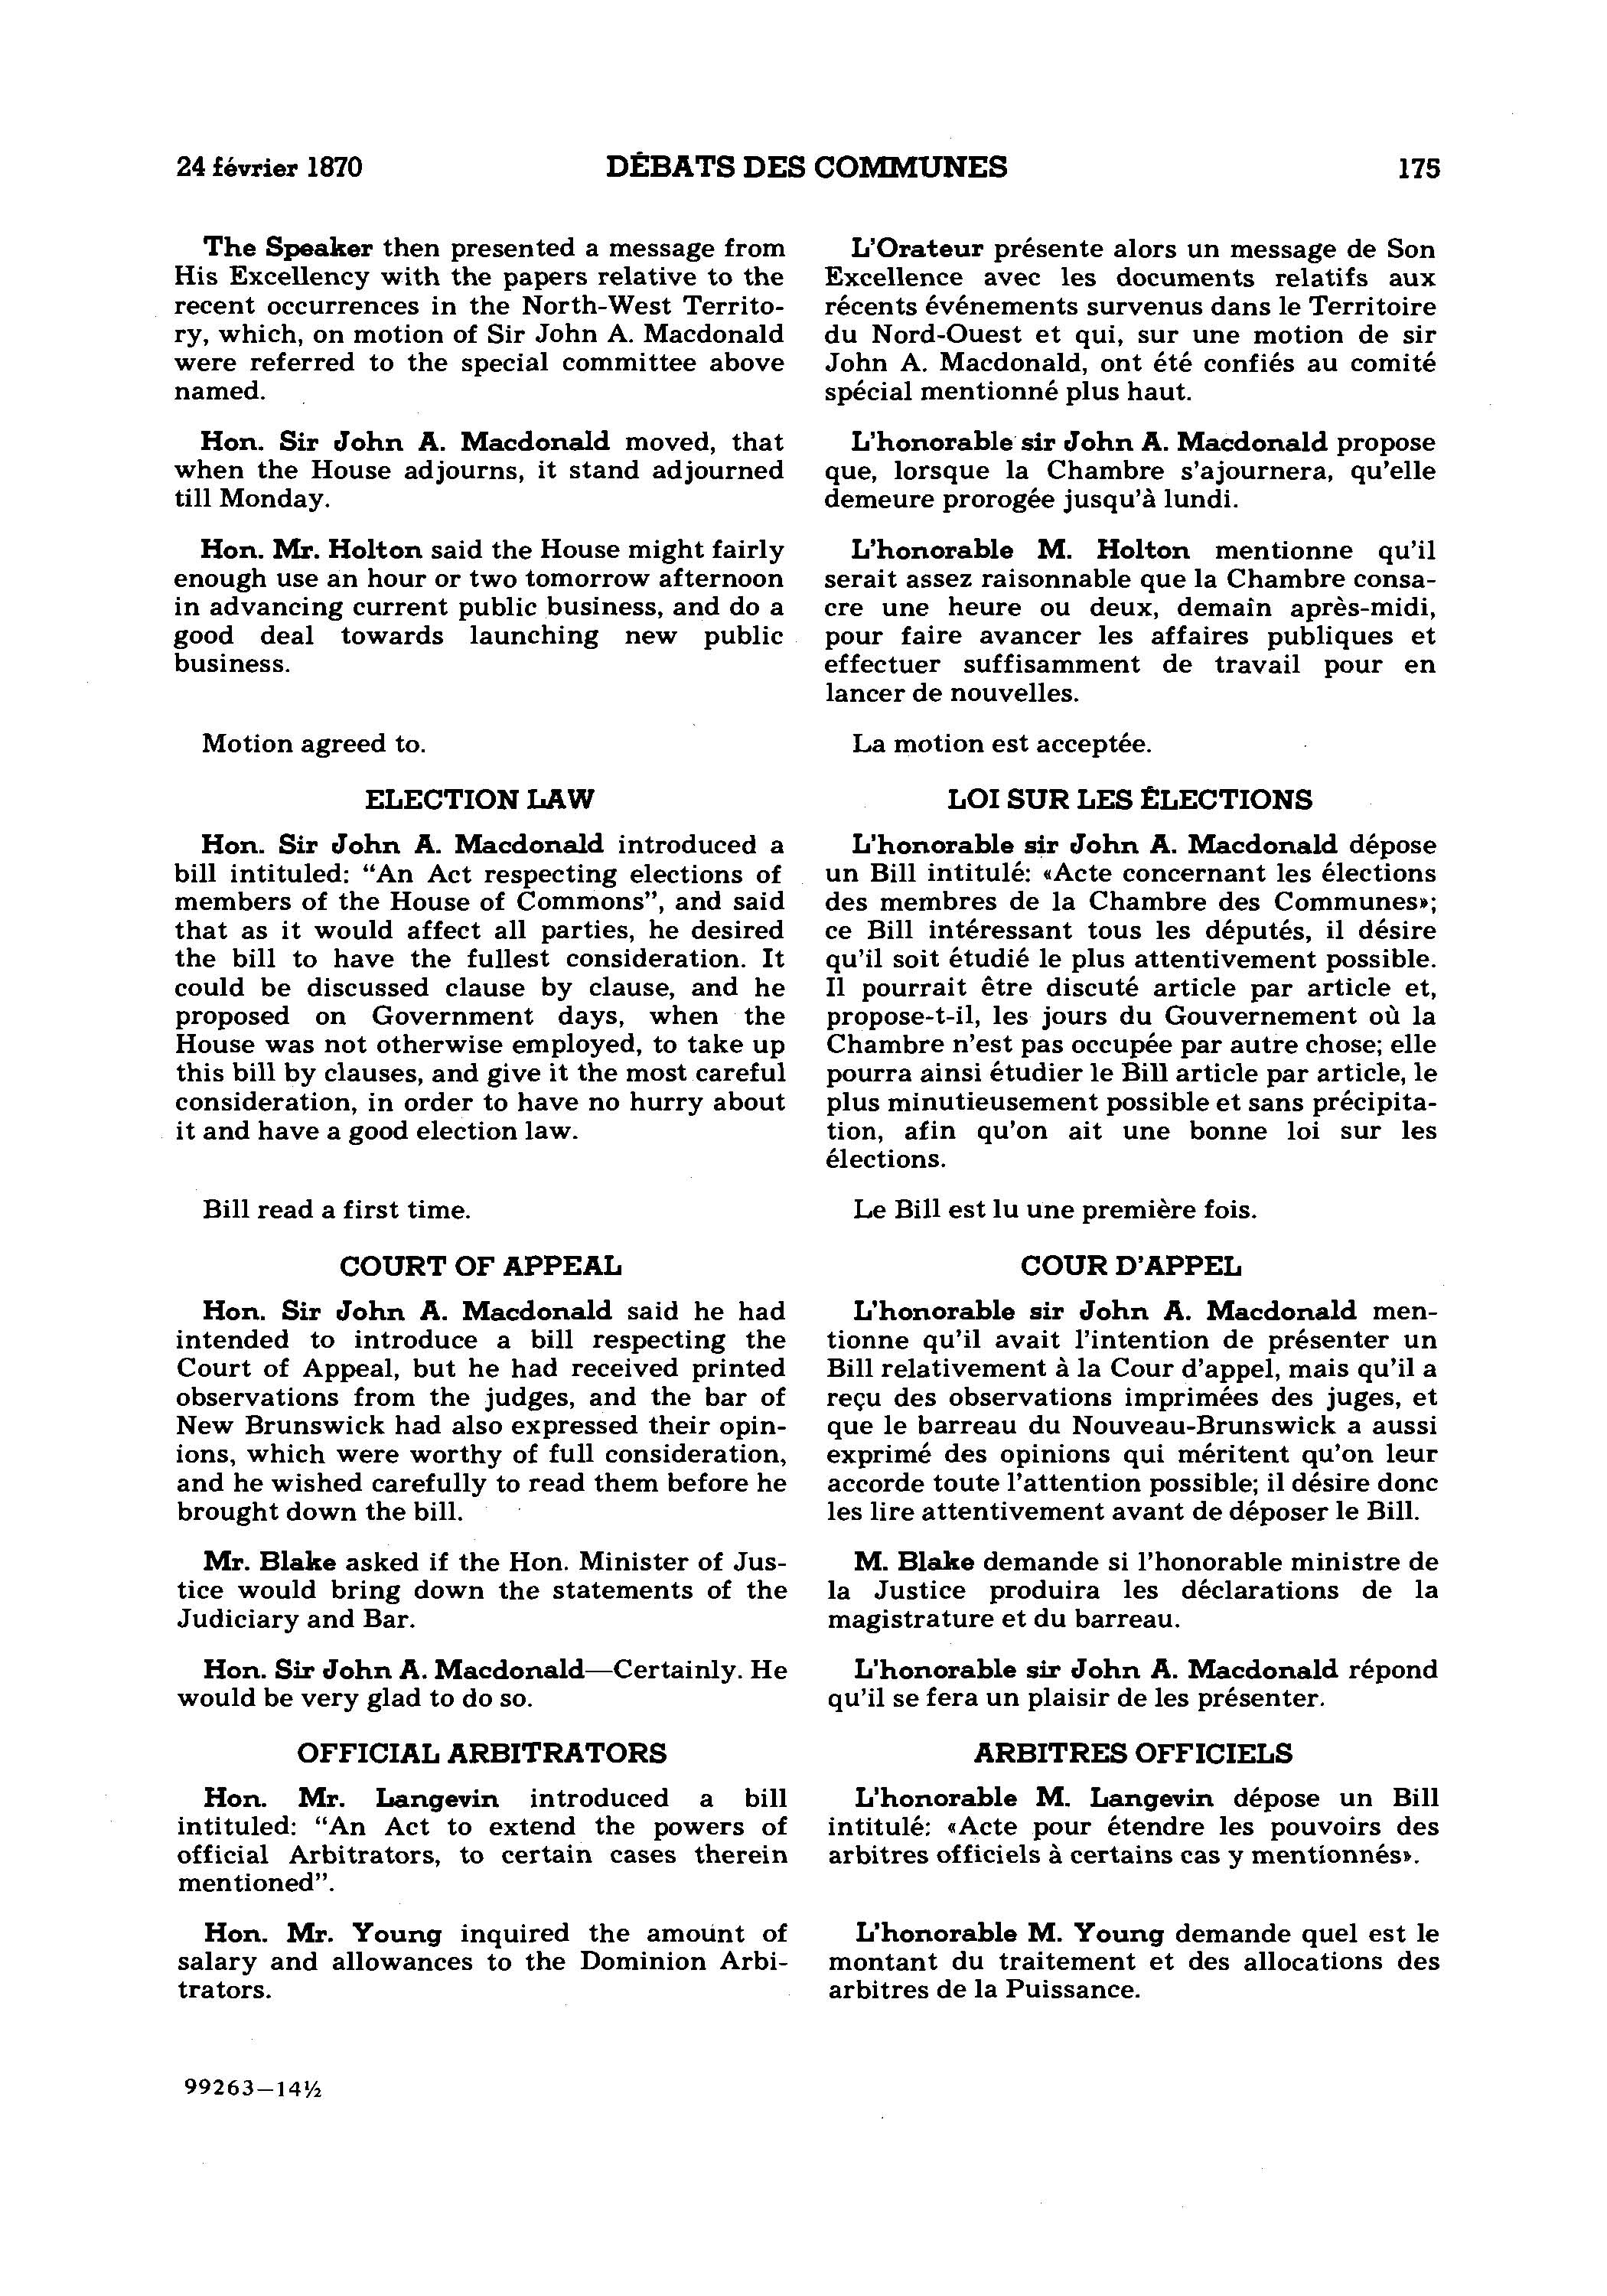 24 février 1870 DÉBATS DES COMMUNES 175
The Speaker then presented a message from
His Excellency with the papers relative to the
recent occurrences in the North-West Territo-
ry, which, on motion of Sir John A. Macdonald
were referred to the special committee above
named.
Hon. Sir John A. Macdonald moved, that
when the House adjourns, it stand adjourned
till Monday.
Hon. Mr. Holton said the House might fairly
enough use an hour or two tomorrow afternoon
in advancing current public business, and do a
good deal towards launching new public
business.
Motion agreed to.
ELECTION LAW
Hon. Sir John A. Macdonald introduced a
bill intituled: “An Act respecting elections of
members of the House of Commons”, and said
that as it would affect all parties, he desired
the bill to have the fullest consideration. It
could be discussed clause by clause, and he
proposed on Government days, when the
House was not otherwise employed, to take up
this bill by clauses, and give it the most careful
consideration, in order to have no hurry about
it and have a good election law.
Bill read a first time.
COURT OF APPEAL
Hon. Sir John A. Macdonald said he had
intended to introduce a bill respecting the
Court of Appeal, but he had received printed
observations from the judges, and the bar of
New Brunswick had also expressed their opin-
ions, which were worthy of full consideration,
and he wished carefully to read them before he
brought down the bill.
Mr. Blake asked if the Hon. Minister of Jus-
tice would bring down the statements of the
Judiciary and Bar.
Hon. Sir John A. Macdonald—Certainly. He
would be very glad to do so.
OFFICIAL ARBITRATORS
Hon. Mr. Langevin introduced a bill
intituled: “An Act to extend the powers of
official Arbitrators, to certain cases therein
mentioned”.
Hon. Mr. Young inquired the amount of
salary and allowances to the Dominion Arbi-
trators.
L'Orateur présente alors un message de Son
Excellence avec les documents relatifs aux
récents événements survenus dans le Territoire
du Nord-Ouest et qui, sur une motion de sir
John A. Macdonald, ont été confiés au comité
spécial mentionné plus haut.
L'honorable sir John A. Macdonald propose
que, lorsque la Chambre s'ajournera, qu'elle
demeure prorogée jusqu'à lundi.
L'honorable M. Holton mentionne qu'il
serait assez raisonnable que la Chambre consa-
cre une heure ou deux, demain après-midi,
pour faire avancer les affaires publiques et
effectuer suffisamment de travail pour en
lancer de nouvelles.
La motion est acceptée.
LOI SUR LES ÉLECTIONS
L'honorable sir John A. Macdonald dépose
un Bill intitulé: «Acte concernant les élections
des membres de la Chambre des Communes»;
ce Bill intéressant tous les députés, il désire
qu'il soit étudié le plus attentivement possible.
Il pourrait être discuté article par article et,
propose-t-il, les jours du Gouvernement où la
Chambre n'est pas occupée par autre chose; elle
pourra ainsi étudier le Bill article par article, le
plus minutieusement possible et sans précipita-
tion, afin qu'on ait une bonne loi sur les
élections.
Le Bill est lu une première fois.
COUR D'APPEL
L'honorable sir John A. Macdonald men-
tionne qu'il avait l'intention de présenter un
Bill relativement à la Cour d'appel, mais qu'il a
reçu des observations imprimées des juges, et
que le barreau du Nouveau-Brunswick a aussi
exprimé des opinions qui méritent qu'on leur
accorde toute l'attention possible; il désire donc
les lire attentivement avant de déposer le Bill.
M. Blake demande si l'honorable ministre de
la Justice produira les déclarations de la
magistrature et du barreau.
L'honorable sir John A. Macdonald répond
qu'il se fera un plaisir de les présenter.
ARBITRES OFFICIELS
L'honorable M. Langevin dépose un Bill
intitulé: «Acte pour étendre les pouvoirs des
arbitres officiels à certains cas y mentionnés».
L'honorable M. Young demande quel est le
montant du traitement et des allocations des
arbitres de la Puissance.
99263—14½